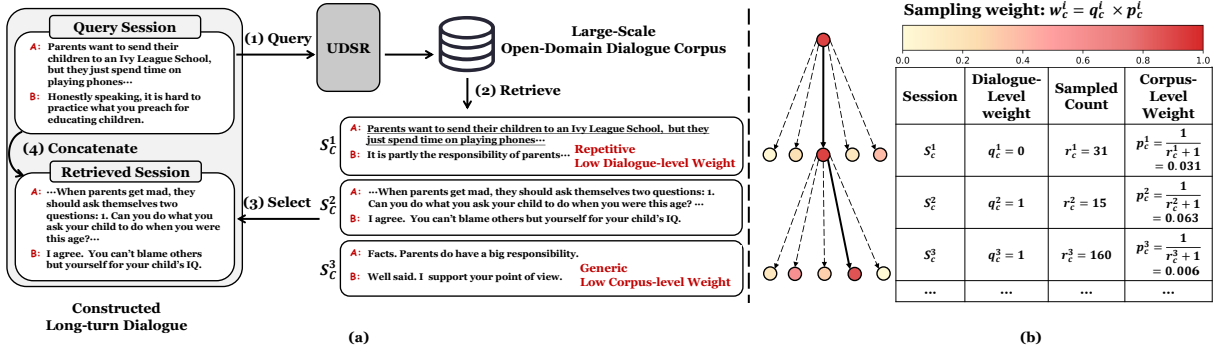 Query Session
A: Parents want to send their
children to an Ivy League School,
but they just spend time on
playing phones⋯
B: Honestly speaking, it is hard to
practice what you preach for
educating children.
(4) Concatenate
Retrieved Session
A: ⋯When parents get mad, they
should ask themselves two
questions: 1. Can you do what you
ask your child to do when you were
this age?⋯
B: I agree. You can't blame others
but yourself for your child's IQ.
Constructed
Long-turn Dialogue
(1) Query
UDSR
Large-Scale
Open-Domain Dialogue Corpus
(2) Retrieve
S_C^1
A: Parents want to send their children to an Ivy League School, but they
just spend time on playing phones⋯
B: It is partly the responsibility of parents⋯
Repetitive
Low Dialogue-level Weight
(3) Select
S_C^2
A: ⋯When parents get mad, they should ask themselves two questions: 1.
Can you do what you ask your child to do when you were this age?⋯
B: I agree. You can't blame others but yourself for your child's IQ.
S_C^3
A: Facts. Parents do have a big responsibility.
B: Well said. I support your point of view.
Generic
Low Corpus-level Weight
(a)
Sampling weight: w_c^i = q_c^i × p_c^i
0.0 0.2 0.4 0.6 0.8 1.0
Session Dialogue-Level weight Sampled Count Corpus-Level Weight
S_c^1 q_c^1 = 0 r_c^1 = 31 p_c^1 = 1/(r_c^1 + 1) = 0.031
S_c^2 q_c^2 = 1 r_c^2 = 15 p_c^2 = 1/(r_c^2 + 1) = 0.063
S_c^3 q_c^3 = 1 r_c^3 = 160 p_c^3 = 1/(r_c^3 + 1) = 0.006
... ... ... ...
(b)